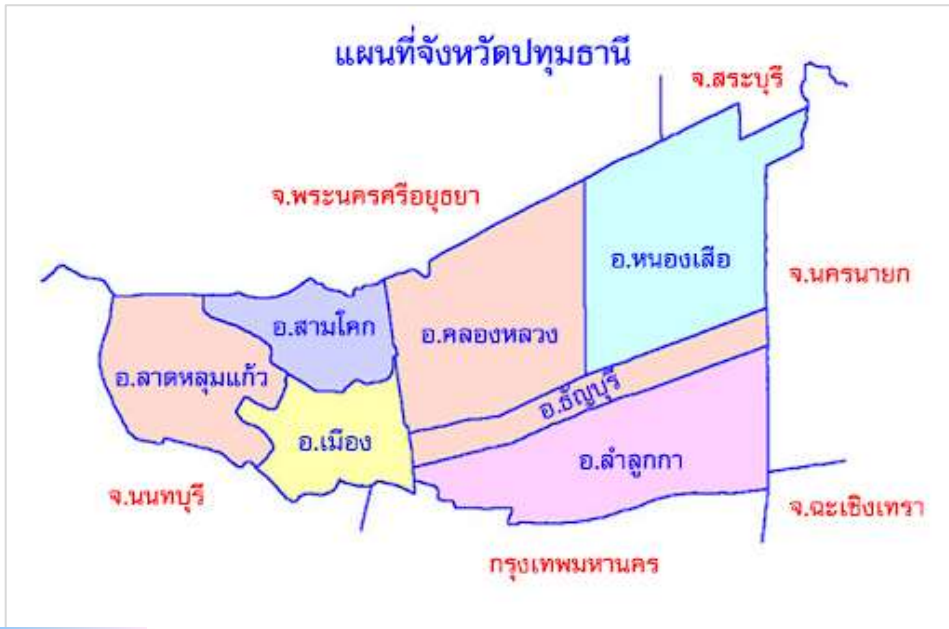 แผนที่จังหวัดปทุมธานี
จ.สระบุรี
จ.พระนครศรีอยุธยา
อ.หนองเสือ
จ.นครนายก
อ.สามโคก
อ.คลองหลวง
อ.ลาดหลุมแก้ว
อ.ธัญบุรี
อ.เมือง
อ.ลำลูกกา
จ.นนทบุรี
จ.ฉะเชิงเทรา
กรุงเทพมหานคร